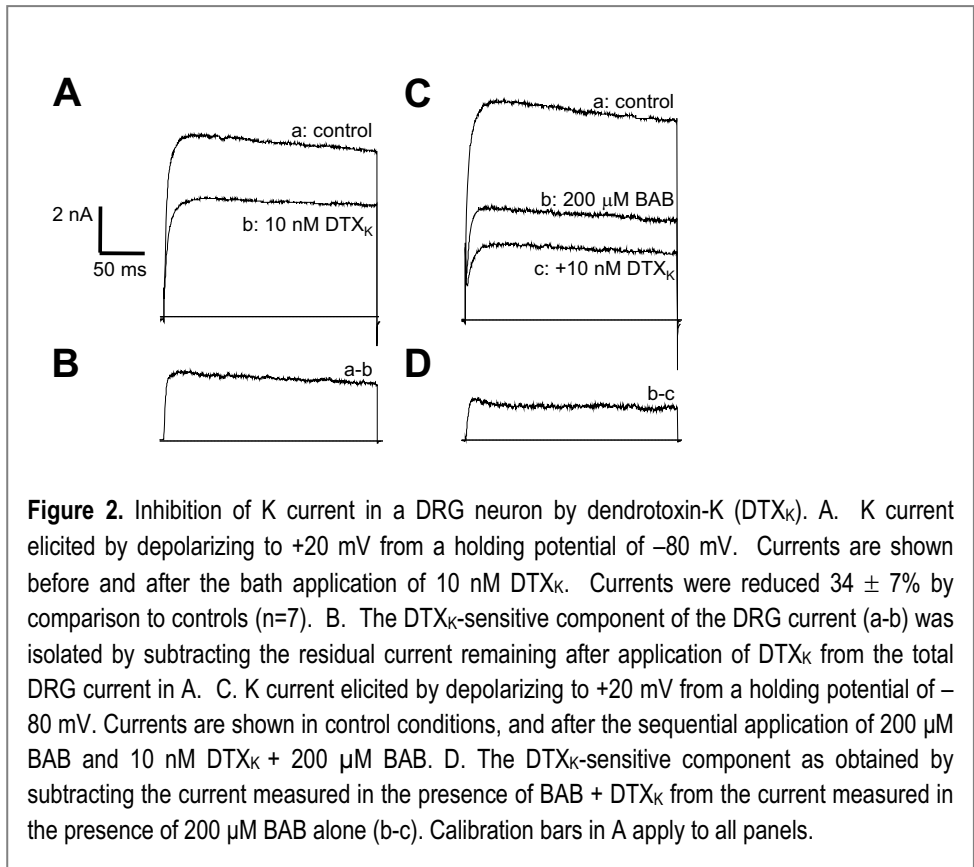 A
C
a: control
a: control
2 nA
b: 10 nM DTXK
b: 200 μM BAB
50 ms
c: +10 nM DTXK
B
a-b
D
b-c
Figure 2. Inhibition of K current in a DRG neuron by dendrotoxin-K (DTXK). A. K current
elicited by depolarizing to +20 mV from a holding potential of –80 mV. Currents are shown
before and after the bath application of 10 nM DTXK. Currents were reduced 34 ± 7% by
comparison to controls (n=7). B. The DTXK-sensitive component of the DRG current (a-b) was
isolated by subtracting the residual current remaining after application of DTXK from the total
DRG current in A. C. K current elicited by depolarizing to +20 mV from a holding potential of –
80 mV. Currents are shown in control conditions, and after the sequential application of 200 µM
BAB and 10 nM DTXK + 200 µM BAB. D. The DTXK-sensitive component as obtained by
subtracting the current measured in the presence of BAB + DTXK from the current measured in
the presence of 200 µM BAB alone (b-c). Calibration bars in A apply to all panels.